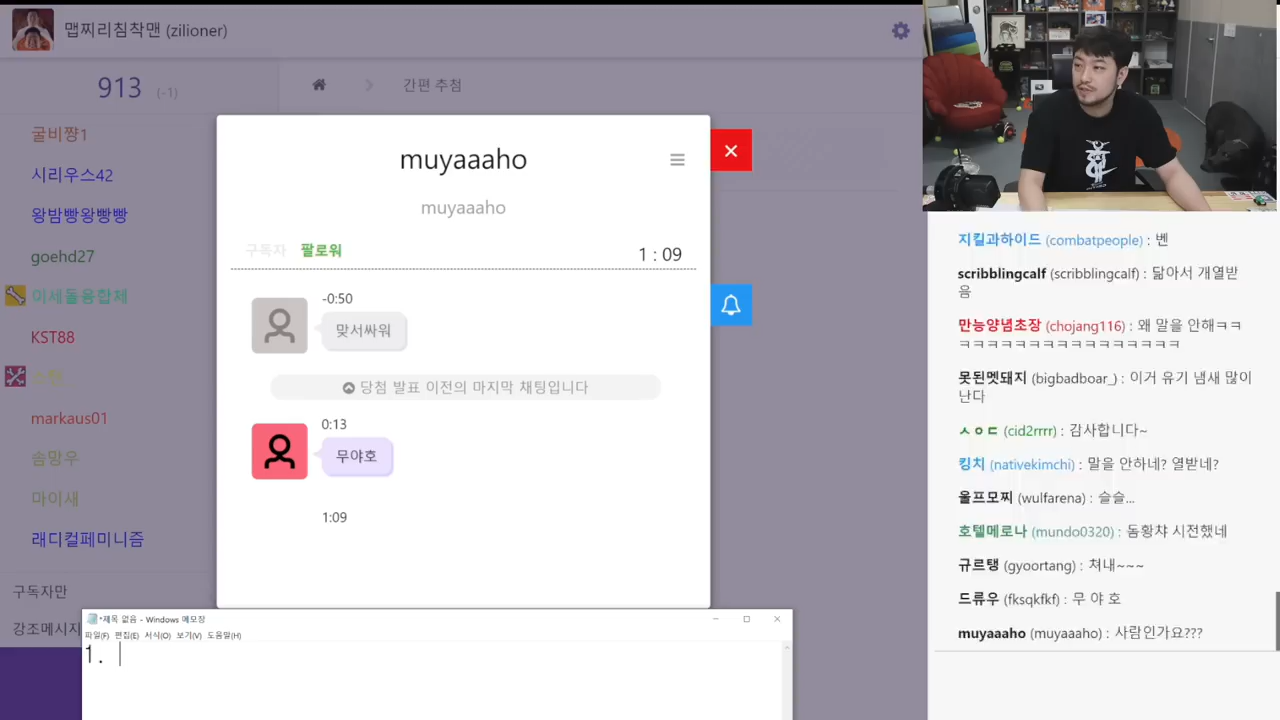 맵찌리침착맨 (zilioner)
913 (-1)
간편 추첨
굴비쨩1
시리우스42
왕밤빵왕빵빵
goehd27
이세돌융합체
KST88
markaus01
솜망우
마이새
래디컬페미니즘
구독자만
강조메시지
muyaaaho
muyaaaho
구독자 팔로워
1 : 09
-0:50
맞서싸워
당첨 발표 이전의 마지막 채팅입니다
0:13
무야호
1:09
*제목 없음 - Windows 메모장
파일(F) 편집(E) 서식(O) 보기(V) 도움말(H)
1.
지킬과하이드 (combatpeople) : 벤
scribblingcalf (scribblingcalf) : 닮아서 개열받
음
만능양념초장 (chojang116) : 왜 말을 안해ㅋㅋ
ㅋㅋㅋㅋㅋㅋㅋㅋㅋㅋㅋㅋㅋㅋㅋㅋ
못된멧돼지 (bigbadboar_) : 이거 유기 냄새 많이
난다
ㅅㅇㄷ (cid2rrrr) : 감사합니다~
킹치 (nativekimchi) : 말을 안하네? 열받네?
울프모찌 (wulfarena) : 슬슬...
호텔메로나 (mundo0320) : 돔황챠 시전했네
규르탱 (gyoortang) : 쳐내~~~
드류우 (fksqkfkf) : 무 야 호
muyaaaho (muyaaaho) : 사람인가요???